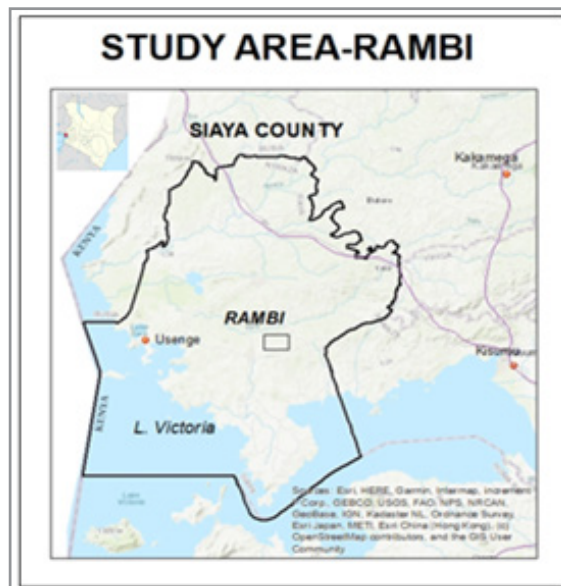 STUDY AREA-RAMBI
SIAYA COUNTY
Kakamega
KENYA
RAMBI
Usenge
Kisumu
KENYA
L. Victoria
Sources: Esri, HERE, Garmin, Intermap, increment
P Corp., GEBCO, USGS, FAO, NPS, NRCAN,
GeoBase, IGN, Kadaster NL, Ordnance Survey,
Esri Japan, METI, Esri China (Hong Kong), (c)
OpenStreetMap contributors, and the GIS User
Community